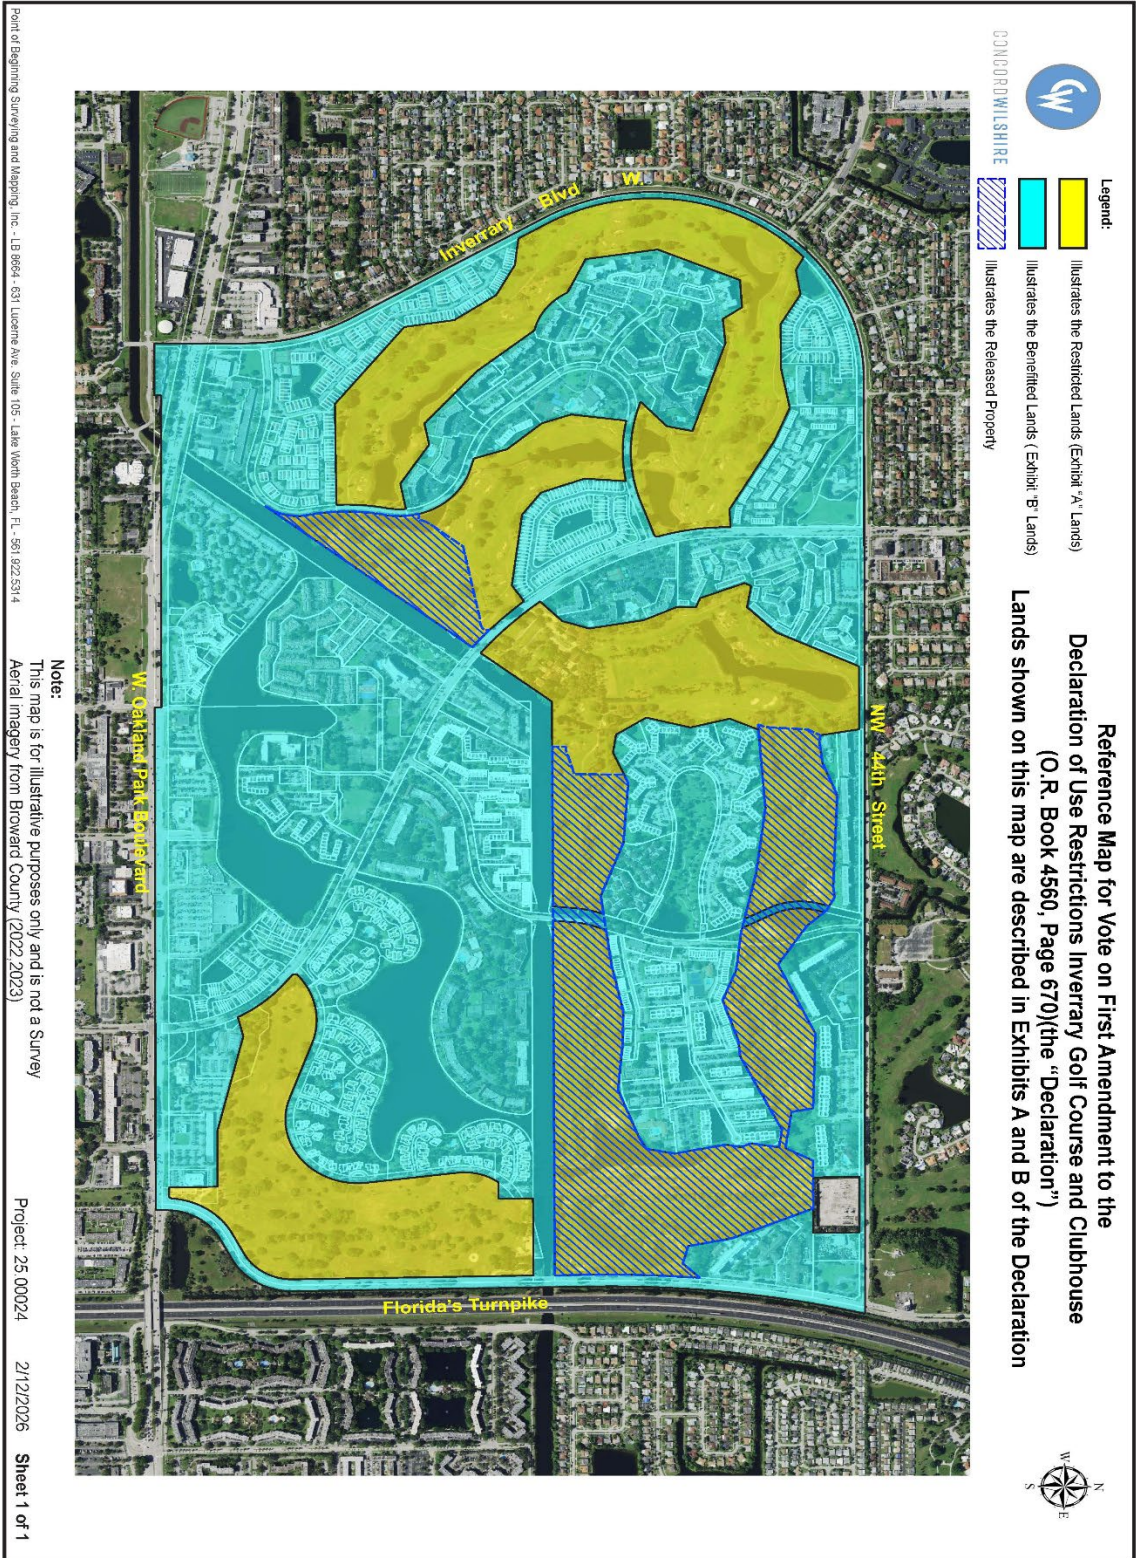 Reference Map for Vote on First Amendment to the
Declaration of Use Restrictions Inverrary Golf Course and Clubhouse
(O.R. Book 4560, Page 670)(the “Declaration”)
Lands shown on this map are described in Exhibits A and B of the Declaration
CW
CONCORDWILSHIRE
Legend:
Illustrates the Restricted Lands (Exhibit "A" Lands)
Illustrates the Benefitted Lands ( Exhibit "B" Lands)
Illustrates the Released Property
N
W
E
S
NW 44th Street
Inverrary Blvd W.
Florida's Turnpike
W. Oakland Park Boulevard
Note:
This map is for illustrative purposes only and is not a Survey
Aerial imagery from Broward County (2022,2023)
Point of Beginning Surveying and Mapping, Inc. - LB 8664 - 631 Lucerne Ave. Suite 105 - Lake Worth Beach, FL - 561.922.5314
Project: 25.00024
2/12/2026
Sheet 1 of 1